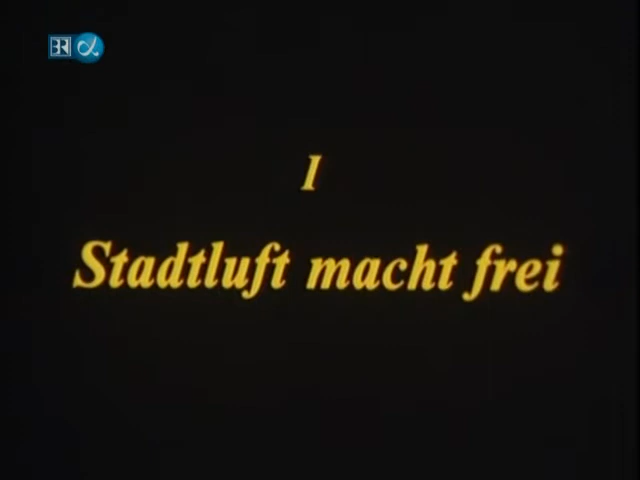 BR α
I
Stadtluft macht frei